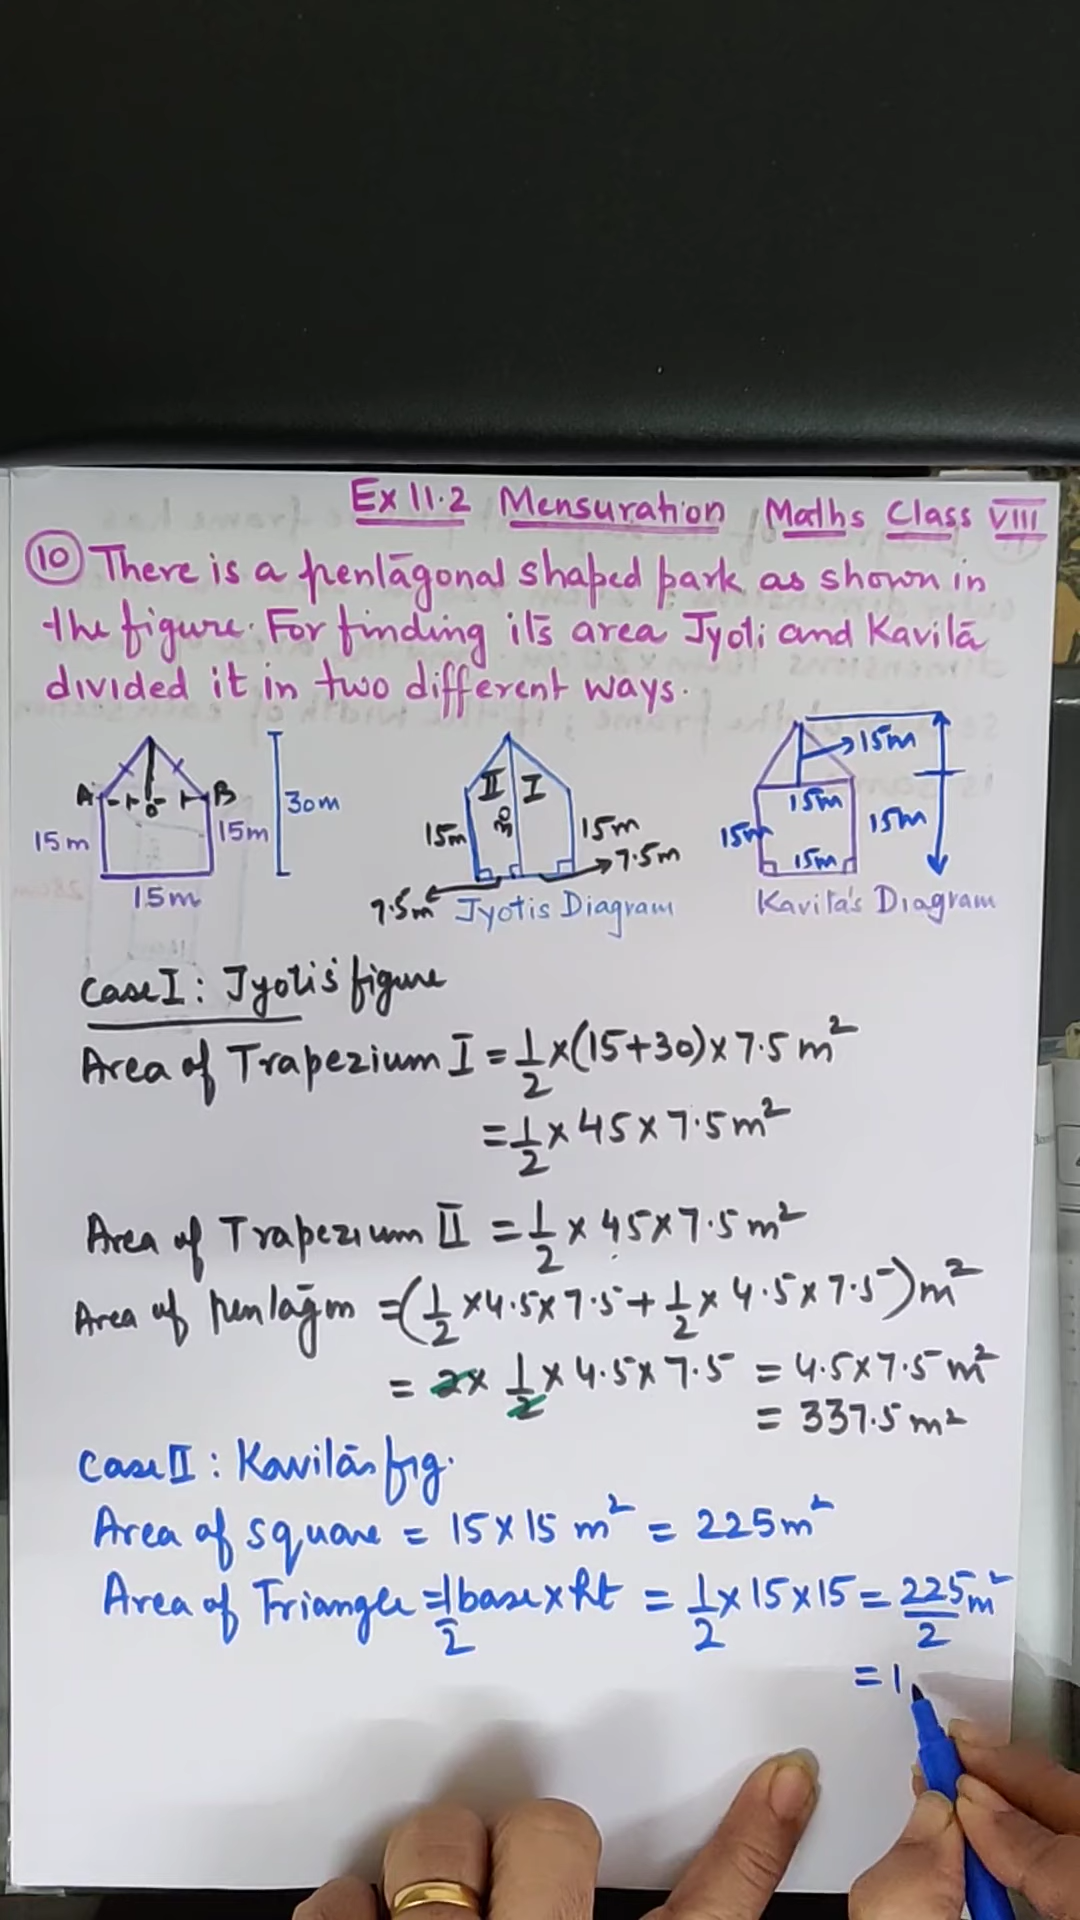 Ex 11.2 Mensuration Maths Class VIII
10 There is a pentagonal shaped park as shown in
the figure. For finding its area Jyoti and Kavita
divided it in two different ways.
A B 30m
O
15m 15m
15m
II I
15m 15m
7.5m
7.5m Jyotis Diagram
15m
15m
15m 15m
15m
Kavita's Diagram
Case I: Jyoti's figure
Area of Trapezium I = 1/2 x (15+30) x 7.5 m²
= 1/2 x 45 x 7.5 m²
Area of Trapezium II = 1/2 x 45 x 7.5 m²
Area of pentagon = (1/2 x 4.5 x 7.5 + 1/2 x 4.5 x 7.5) m²
= 2 x 1/2 x 4.5 x 7.5 = 4.5 x 7.5 m²
= 337.5 m²
Case II: Kavita's fig.
Area of square = 15 x 15 m² = 225 m²
Area of Triangle = 1/2 base x ht = 1/2 x 15 x 15 = 225/2 m²
= 1